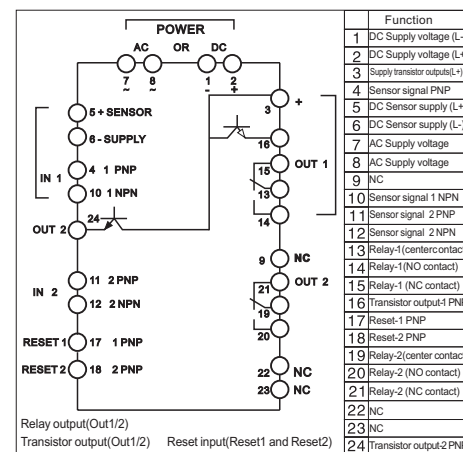 POWER
AC OR DC
7 8 1 2
~ ~ - +
5 + SENSOR
6 - SUPPLY
IN 1
4 1 PNP
10 1 NPN
24
OUT 2
IN 2
11 2 PNP
12 2 NPN
RESET 1 17 1 PNP
RESET 2 18 2 PNP
3 +
16
15
OUT 1
13
14
9 NC
21
OUT 2
19
20
22 NC
23 NC
Relay output(Out1/2)
Transistor output(Out1/2) Reset input(Reset1 and Reset2)
Function
1 DC Supply voltage (L-
2 DC Supply voltage (L+
3 Supply transistor outputs(L+)
4 Sensor signal PNP
5 DC Sensor supply (L+
6 DC Sensor supply (L-)
7 AC Supply voltage
8 AC Supply voltage
9 NC
10 Sensor signal 1 NPN
11 Sensor signal 2 PNP
12 Sensor signal 2 NPN
13 Relay-1(centercontac
14 Relay-1(NO contact)
15 Relay-1 (NC contact)
16 Transistor output-1 PN
17 Reset-1 PNP
18 Reset-2 PNP
19 Relay-2(center contac
20 Relay-2 (NO contact)
21 Relay-2 (NC contact)
22 NC
23 NC
24 Transistor output-2 PN